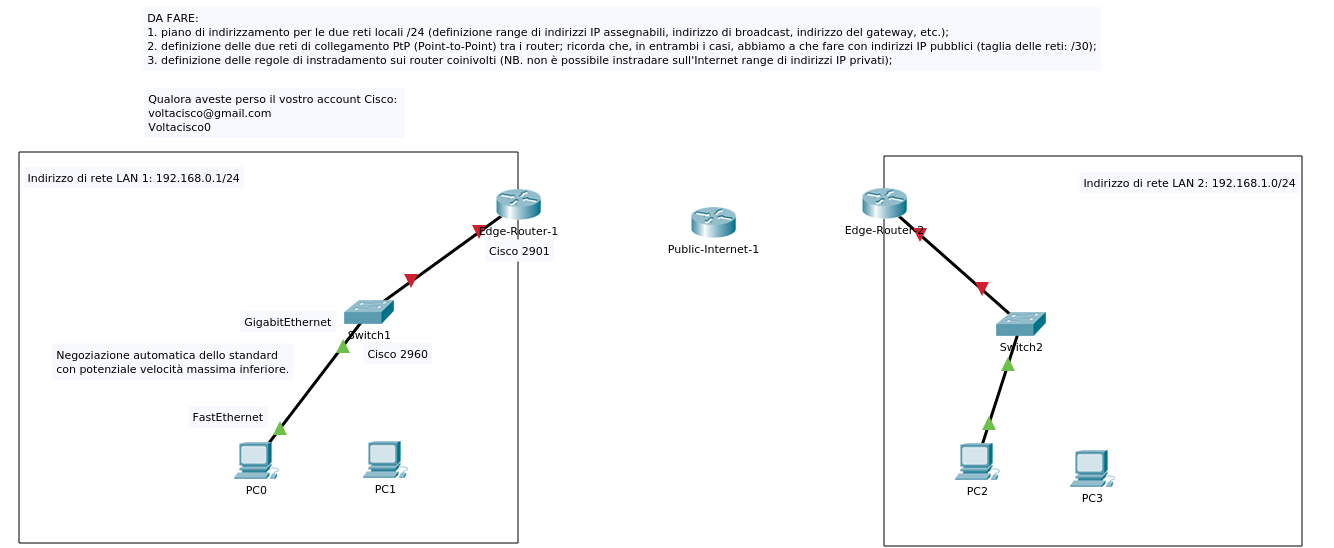 DA FARE:
1. piano di indirizzamento per le due reti locali /24 (definizione range di indirizzi IP assegnabili, indirizzo di broadcast, indirizzo del gateway, etc.);
2. definizione delle due reti di collegamento PtP (Point-to-Point) tra i router; ricorda che, in entrambi i casi, abbiamo a che fare con indirizzi IP pubblici (taglia delle reti: /30);
3. definizione delle regole di instradamento sui router coinivolti (NB. non è possibile instradare sull'Internet range di indirizzi IP privati);
Qualora aveste perso il vostro account Cisco:
voltacisco@gmail.com
Voltacisco0
Indirizzo di rete LAN 1: 192.168.0.1/24
Indirizzo di rete LAN 2: 192.168.1.0/24
Edge-Router-1
Cisco 2901
Public-Internet-1
Edge-Router-2
GigabitEthernet
Switch1
Cisco 2960
Switch2
Negoziazione automatica dello standard
con potenziale velocità massima inferiore.
FastEthernet
PC0
PC1
PC2
PC3